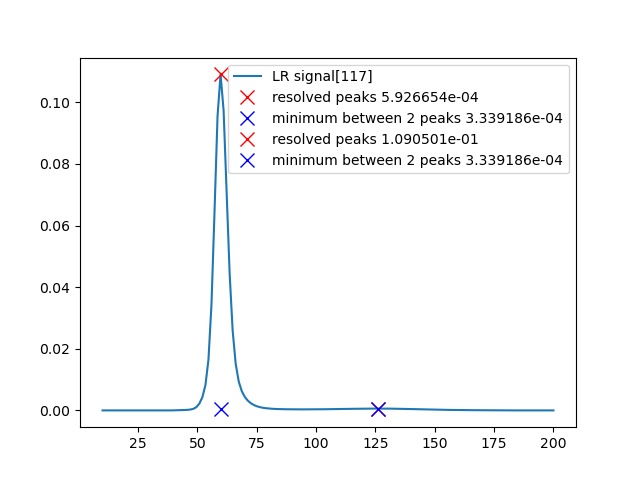 LR signal[117]
resolved peaks 5.926654e-04
minimum between 2 peaks 3.339186e-04
resolved peaks 1.090501e-01
minimum between 2 peaks 3.339186e-04
0.10
0.08
0.06
0.04
0.02
0.00
25 50 75 100 125 150 175 200